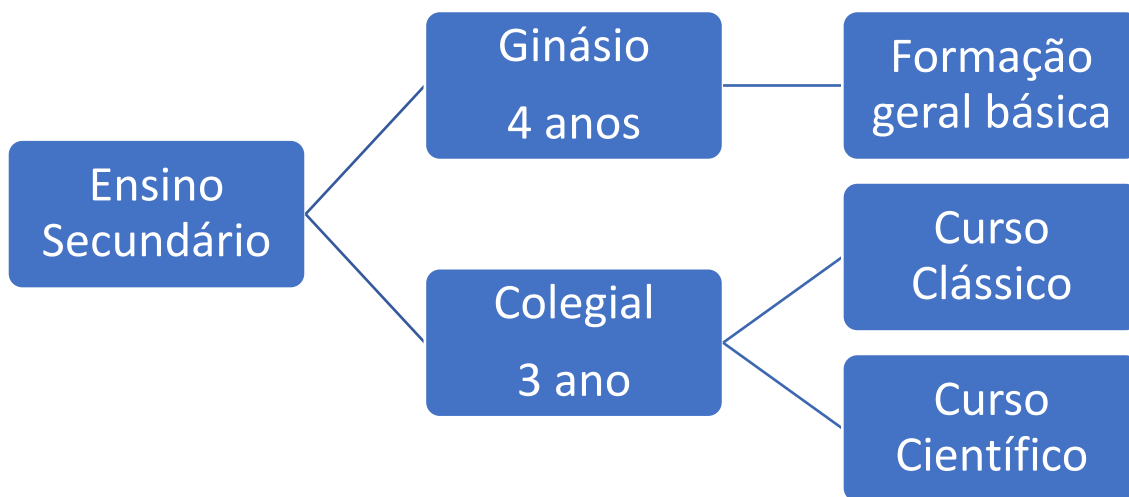 Ensino
Secundário
Ginásio
4 anos
Formação
geral básica
Colegial
3 ano
Curso
Clássico
Curso
Científico